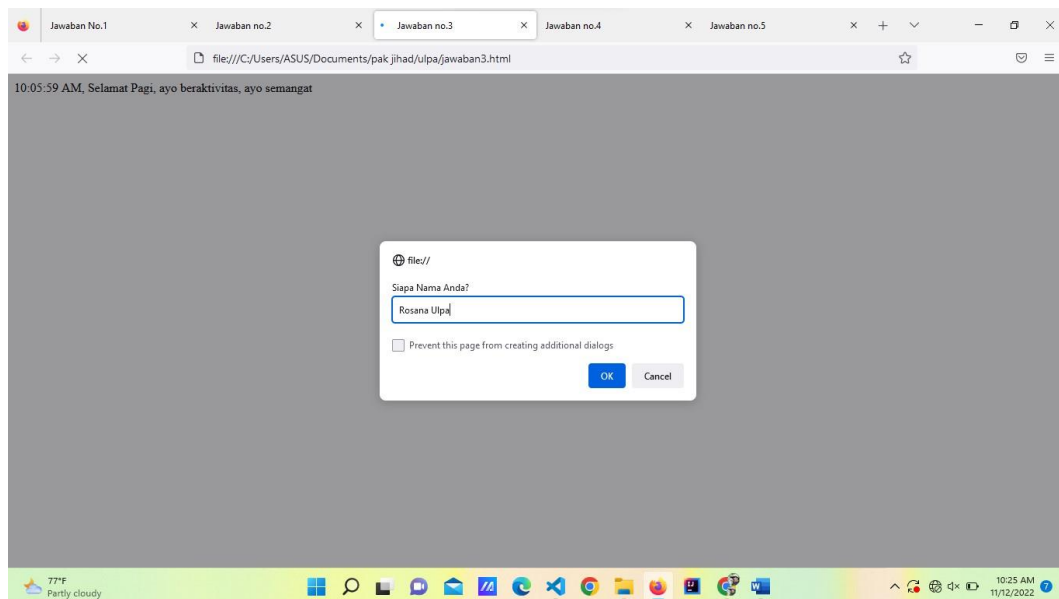 Jawaban No.1
Jawaban no.2
Jawaban no.3
Jawaban no.4
Jawaban no.5
file:///C:/Users/ASUS/Documents/pak jihad/ulpa/jawaban3.html
10:05:59 AM, Selamat Pagi, ayo beraktivitas, ayo semangat
file://
Siapa Nama Anda?
Rosana Ulpa
Prevent this page from creating additional dialogs
OK
Cancel
77°F
Partly cloudy
10:25 AM
11/12/2022
7